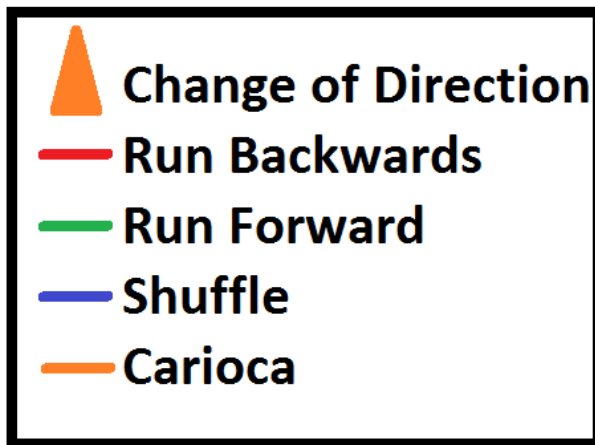 Change of Direction
Run Backwards
Run Forward
Shuffle
Carioca